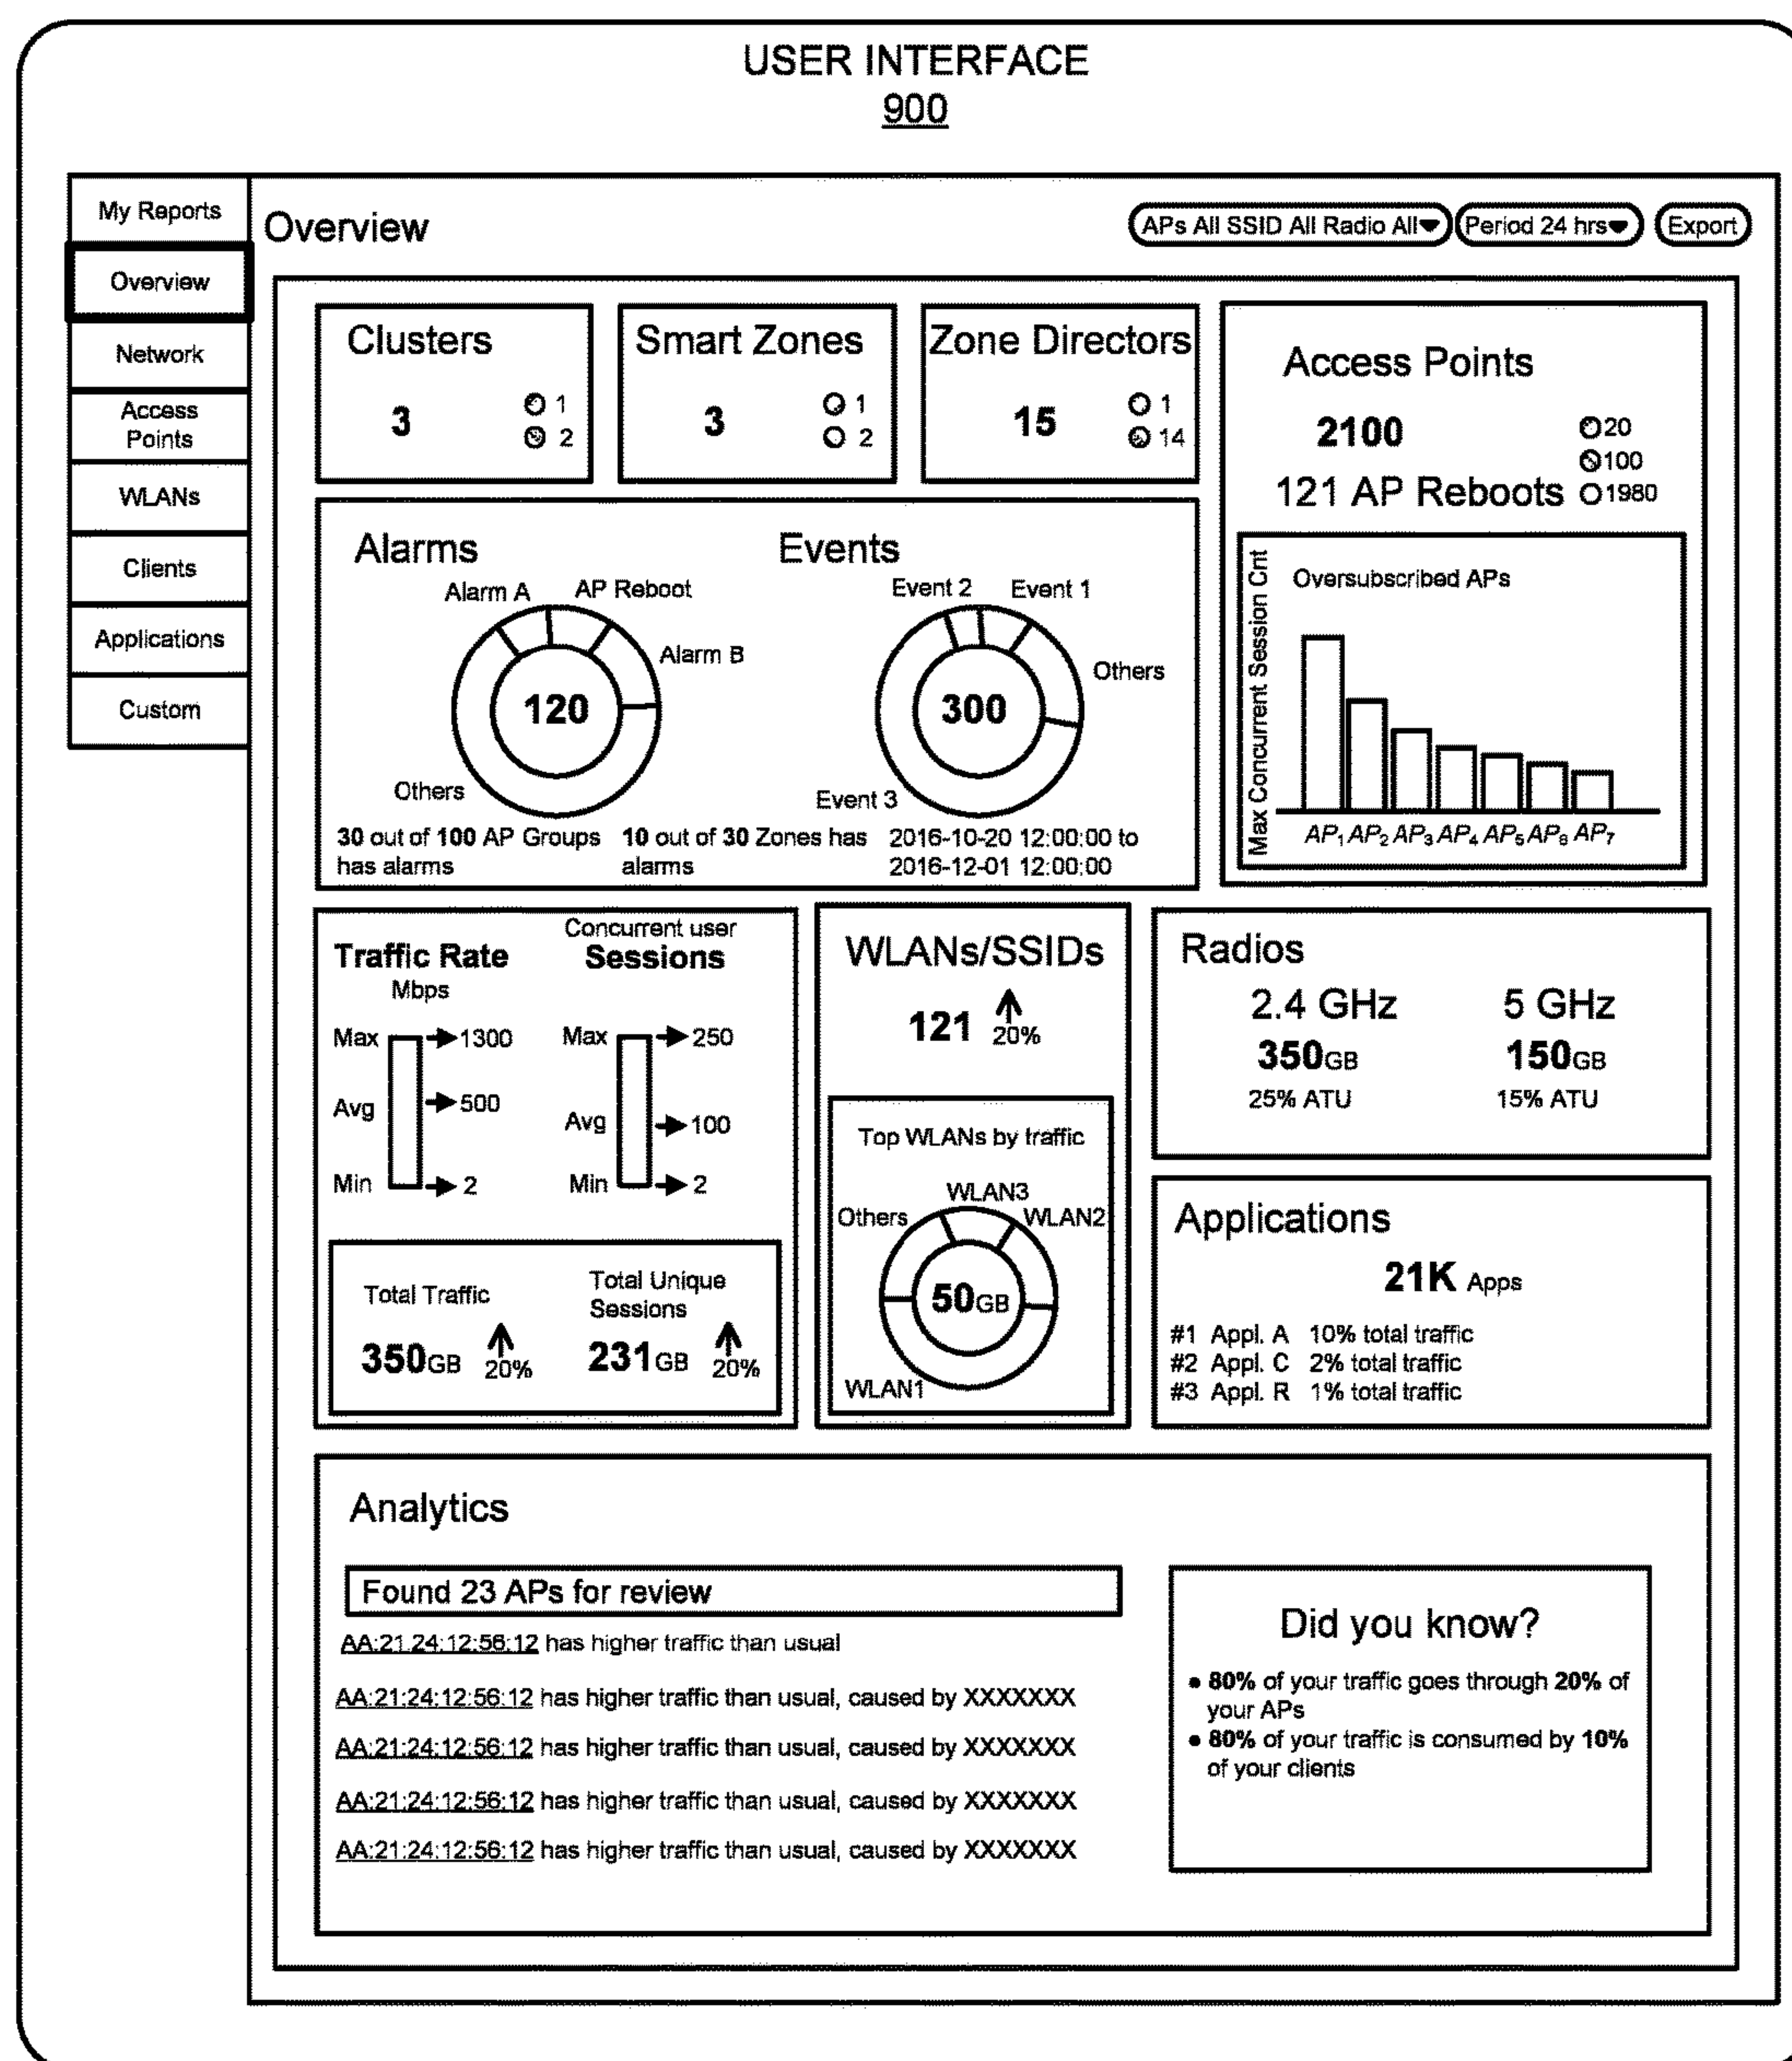 USER INTERFACE
900
My Reports
Overview
Network
Access
Points
WLANs
Clients
Applications
Custom
Overview
APs All SSID All Radio All
Period 24 hrs
Export
Clusters
3
1
2
Smart Zones
3
1
2
Zone Directors
15
1
14
Access Points
2100
20
100
121 AP Reboots
1980
Max Concurrent Session Cnt
Oversubscribed APs
AP₁ AP₂ AP₃ AP₄ AP₅ AP₆ AP₇
Alarms
Alarm A
AP Reboot
Alarm B
120
Others
30 out of 100 AP Groups
has alarms
10 out of 30 Zones has
alarms
Events
Event 2
Event 1
Others
300
Event 3
2016-10-20 12:00:00 to
2016-12-01 12:00:00
Traffic Rate
Mbps
Max 1300
Avg 500
Min 2
Concurrent user
Sessions
Max 250
Avg 100
Min 2
Total Traffic
350GB 20%
Total Unique
Sessions
231GB 20%
WLANs/SSIDs
121 20%
Top WLANs by traffic
WLAN3
Others
WLAN2
50GB
WLAN1
Radios
2.4 GHz
350GB
25% ATU
5 GHz
150GB
15% ATU
Applications
21K Apps
#1 Appl. A 10% total traffic
#2 Appl. C 2% total traffic
#3 Appl. R 1% total traffic
Analytics
Found 23 APs for review
AA:21:24:12:56:12 has higher traffic than usual
AA:21:24:12:56:12 has higher traffic than usual, caused by XXXXXXX
AA:21:24:12:56:12 has higher traffic than usual, caused by XXXXXXX
AA:21:24:12:56:12 has higher traffic than usual, caused by XXXXXXX
AA:21:24:12:56:12 has higher traffic than usual, caused by XXXXXXX
Did you know?
• 80% of your traffic goes through 20% of
your APs
• 80% of your traffic is consumed by 10%
of your clients